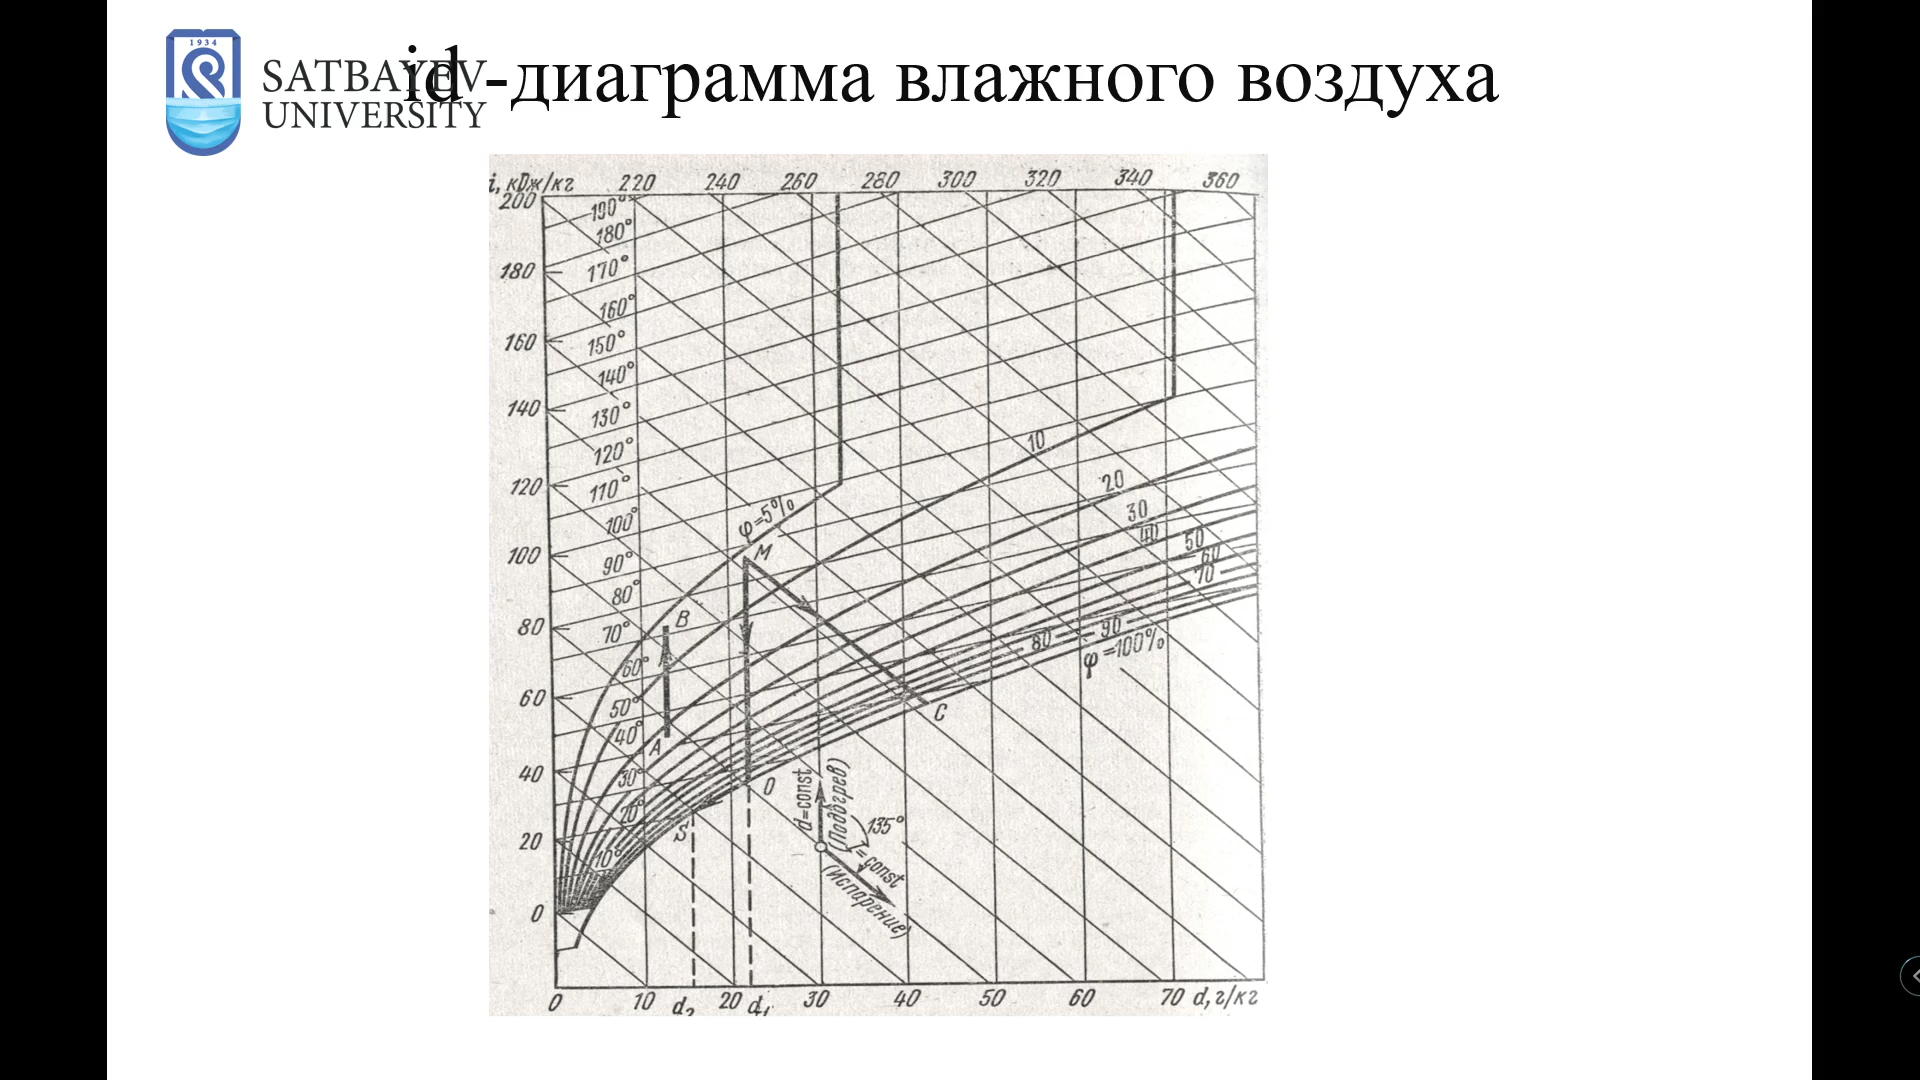 1934
SATBAYEV
UNIVERSITY
id -диаграмма влажного воздуха
i, кДж/кг 220 240 260 280 300 320 340 360
200
190°
180°
180
170°
160°
160
150°
140°
140
130°
120°
120
110°
100°
100
90°
80°
80
70°
60°
60
50°
40°
40
30°
20°
20
10°
0
φ=5%
10
20
30
40
50
60
70
80
90
φ=100%
M
B
A
C
O
S
d=const
(Подогрев)
135°
i=const
(испарение)
0 10 d₂ 20 d₁ 30 40 50 60 70 d, г/кг